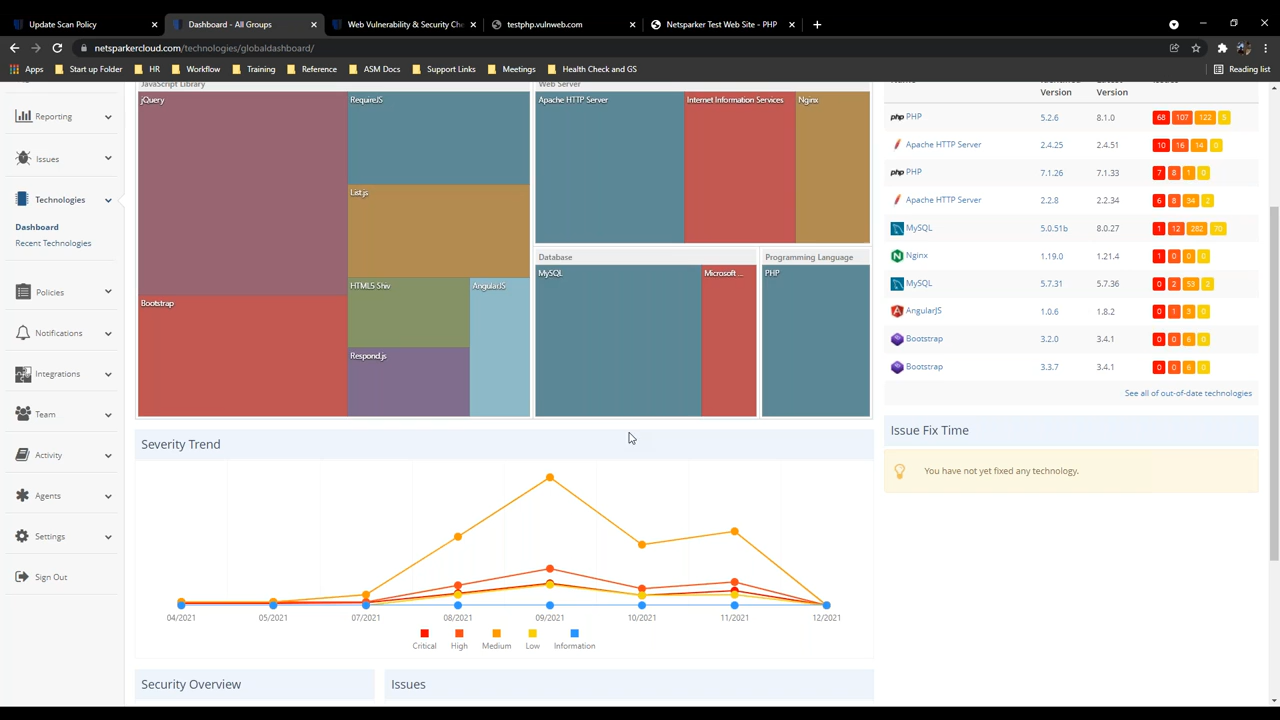 Update Scan Policy
Dashboard - All Groups
Web Vulnerability & Security Che
testphp.vulnweb.com
Netsparker Test Web Site - PHP
netsparkercloud.com/technologies/globaldashboard/
Apps
Start up Folder
HR
Workflow
Training
Reference
ASM Docs
Support Links
Meetings
Health Check and GS
Reading list
Reporting
Issues
Technologies
Dashboard
Recent Technologies
Policies
Notifications
Integrations
Team
Activity
Agents
Settings
Sign Out
JavaScript Library
jQuery
RequireJS
List.js
Bootstrap
HTML5 Shiv
AngularJS
Respond.js
Web Server
Apache HTTP Server
Internet Information Services
Nginx
Database
MySQL
Microsoft ...
Programming Language
PHP
Severity Trend
04/2021 05/2021 07/2021 08/2021 09/2021 10/2021 11/2021 12/2021
Critical High Medium Low Information
Security Overview
Issues
Version Version
PHP 5.2.6 8.1.0 68 107 122 5
Apache HTTP Server 2.4.25 2.4.51 10 16 14 0
PHP 7.1.26 7.1.33 7 8 1 0
Apache HTTP Server 2.2.8 2.2.34 6 8 34 2
MySQL 5.0.51b 8.0.27 1 12 282 70
Nginx 1.19.0 1.21.4 1 0 0 0
MySQL 5.7.31 5.7.36 0 2 53 2
AngularJS 1.0.6 1.8.2 0 1 3 0
Bootstrap 3.2.0 3.4.1 0 0 6 0
Bootstrap 3.3.7 3.4.1 0 0 6 0
See all of out-of-date technologies
Issue Fix Time
You have not yet fixed any technology.